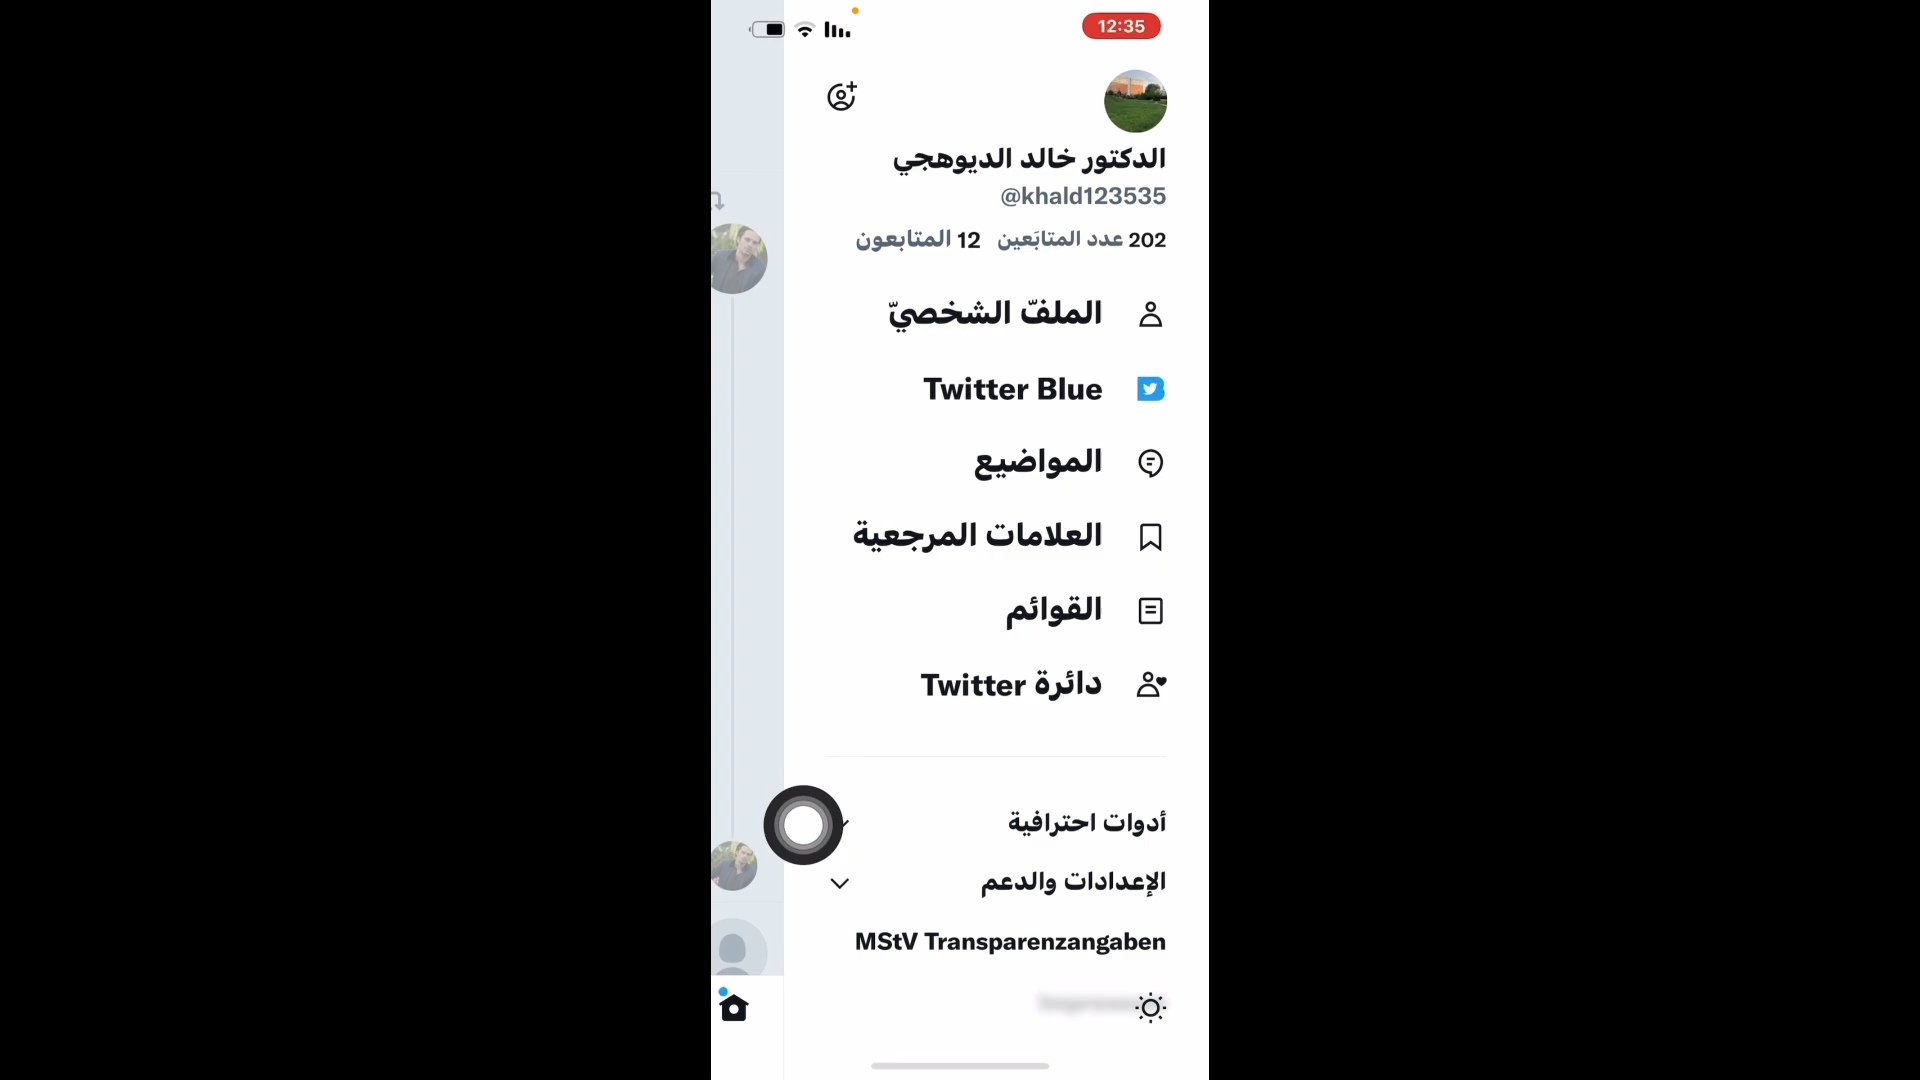 12:35
الدكتور خالد الديوهجي
@khald123535
202 عدد المتابَعين 12 المتابعون
الملفّ الشخصيّ
Twitter Blue
المواضيع
العلامات المرجعية
القوائم
دائرة Twitter
أدوات احترافية
الإعدادات والدعم
MStV Transparenzangaben